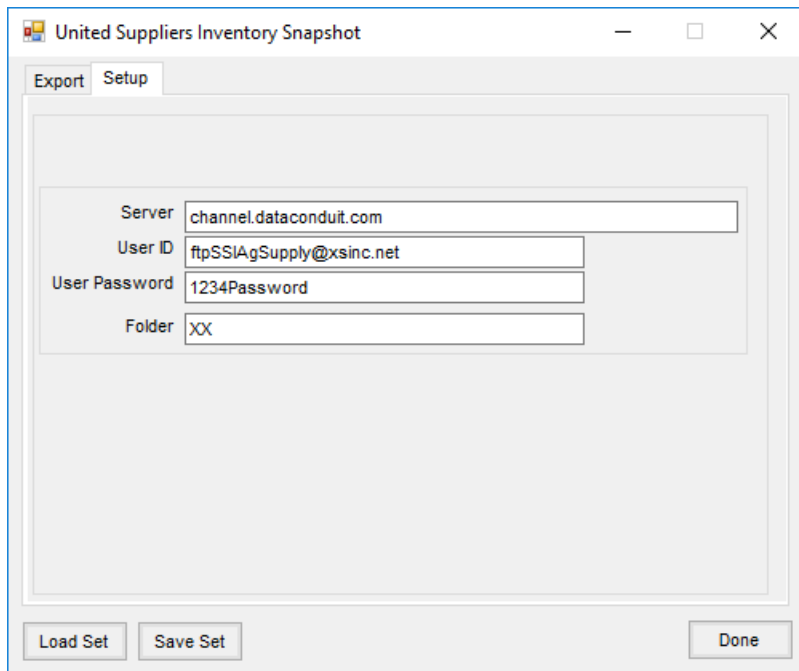 United Suppliers Inventory Snapshot
Export Setup
Server channel.dataconduit.com
User ID ftpSSIAgSupply@xsinc.net
User Password 1234Password
Folder XX
Load Set Save Set Done